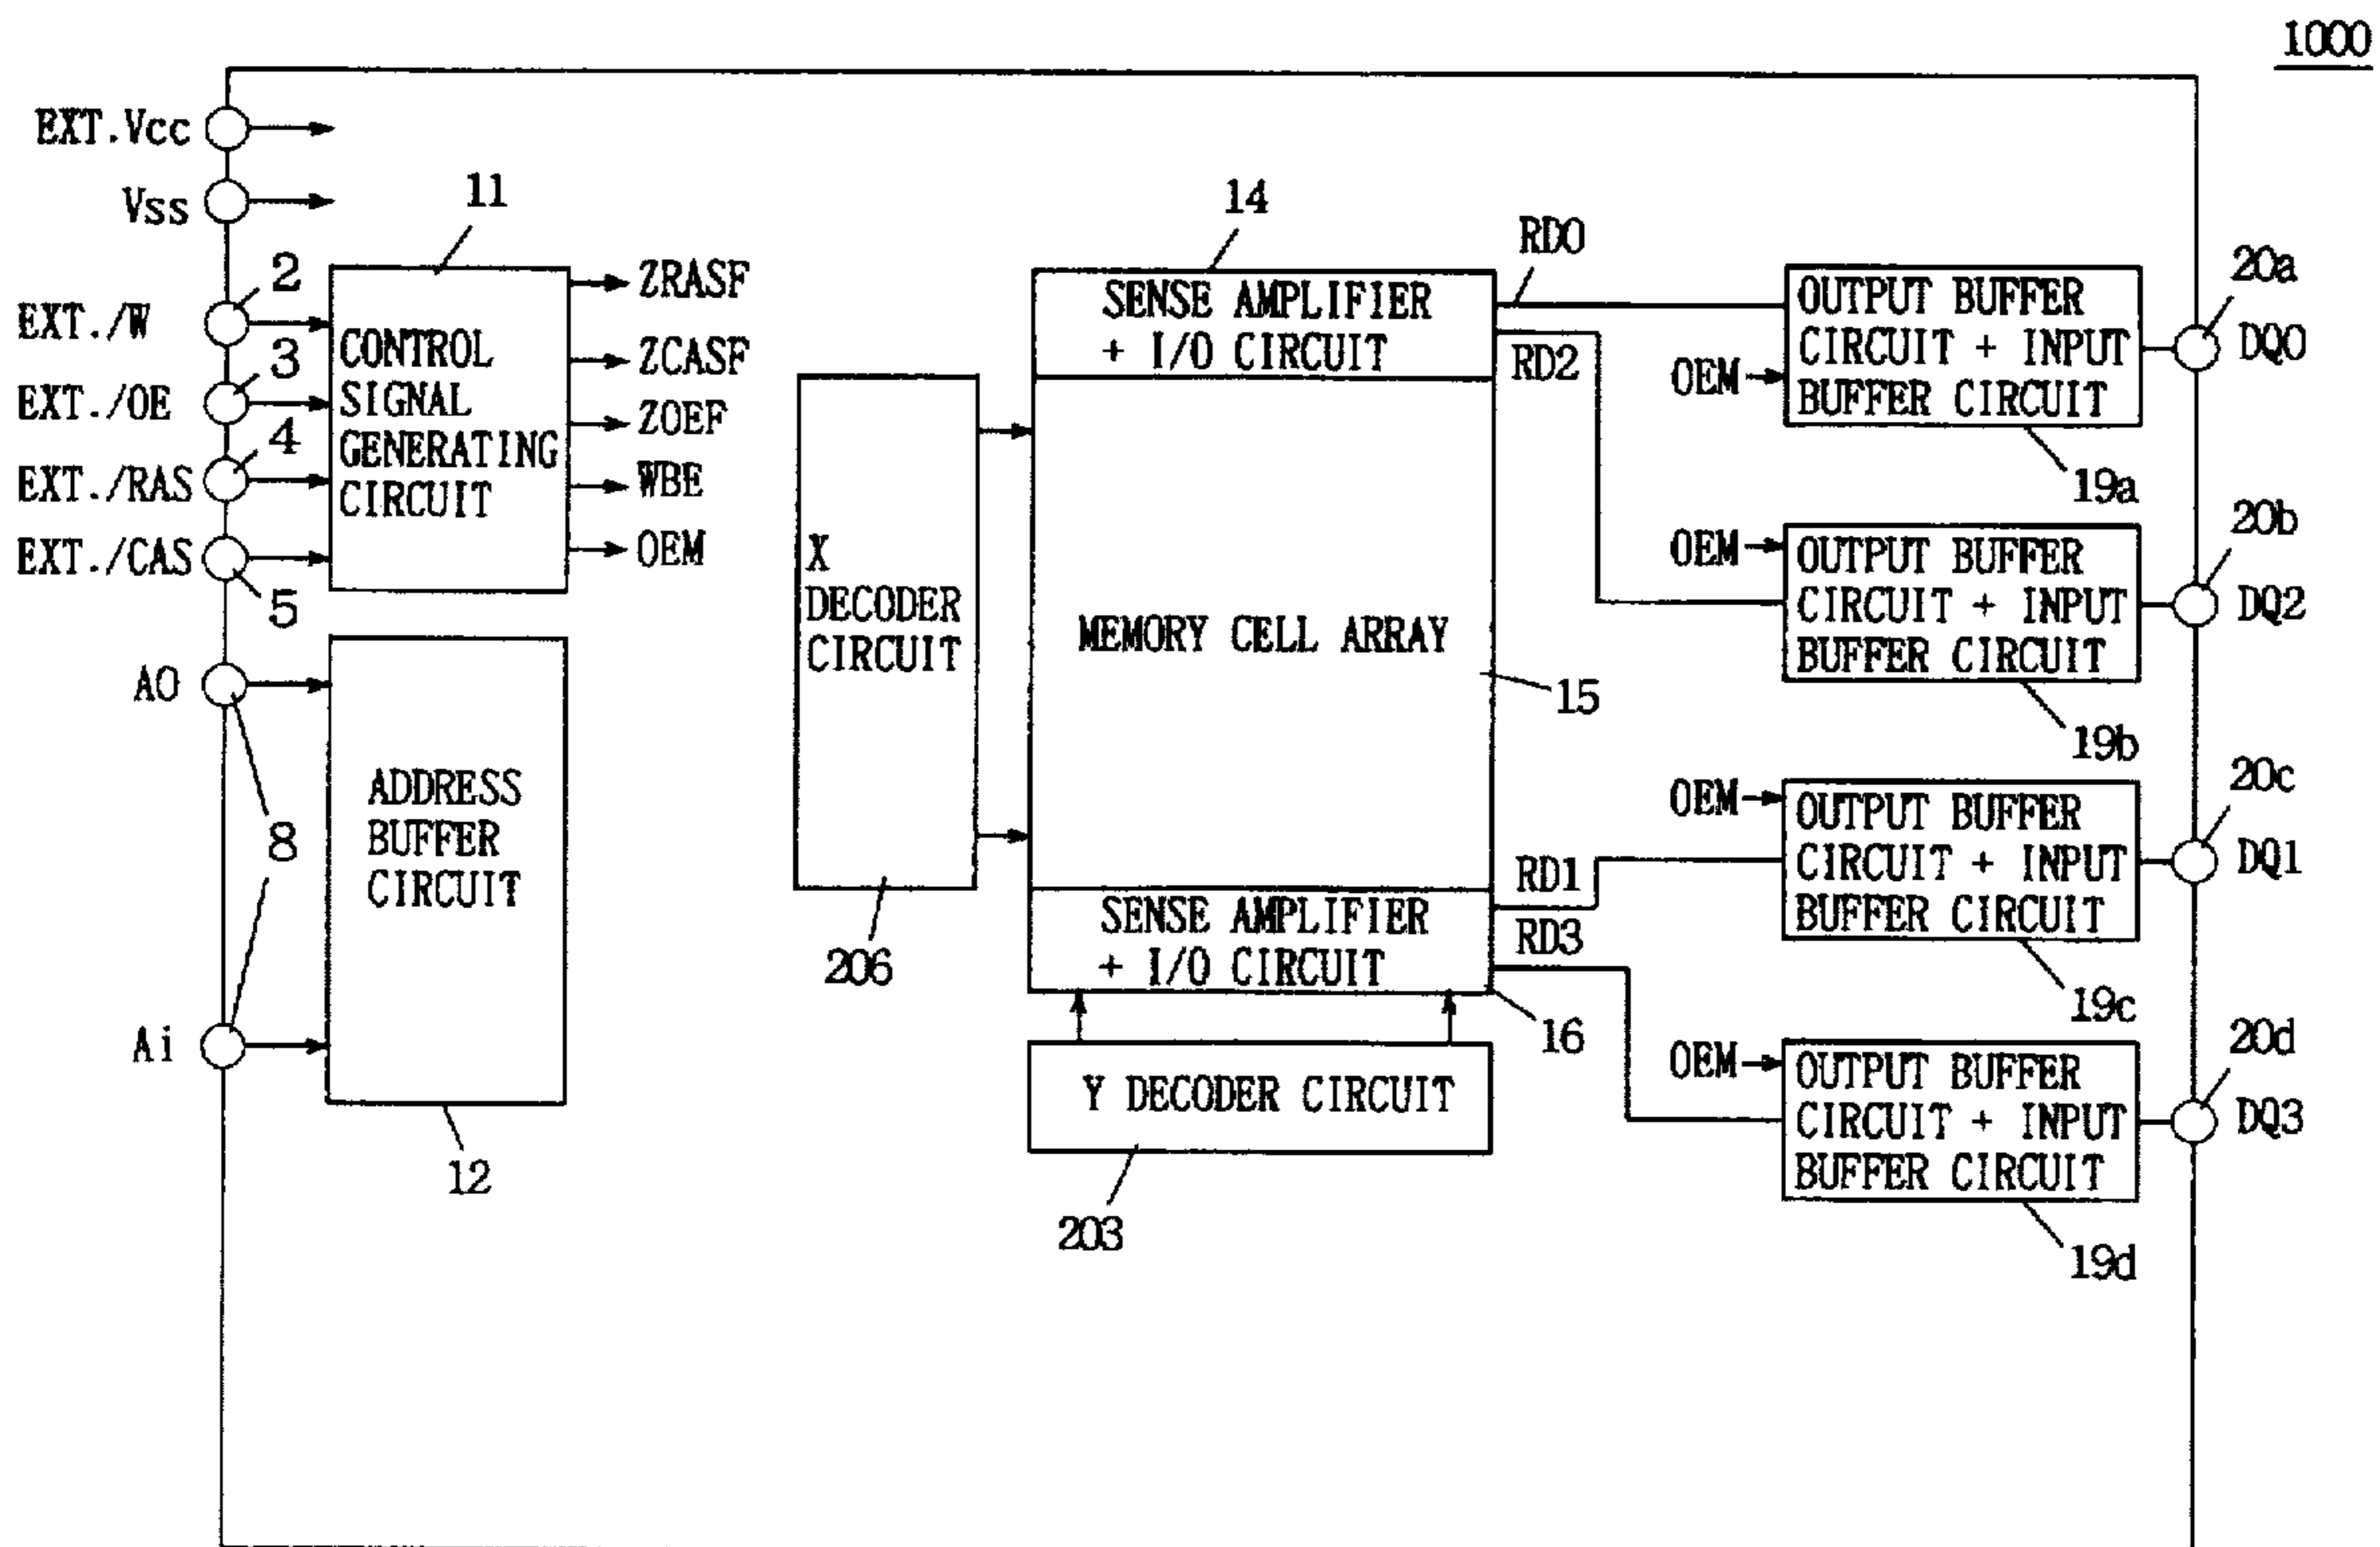 1000
EXT.Vcc
Vss
EXT./W
2
EXT./OE
3
EXT./RAS
4
EXT./CAS
5
11
CONTROL
SIGNAL
GENERATING
CIRCUIT
ZRASF
ZCASF
ZOEF
WBE
OEM
A0
8
Ai
ADDRESS
BUFFER
CIRCUIT
12
X
DECODER
CIRCUIT
206
14
SENSE AMPLIFIER
+ I/O CIRCUIT
MEMORY CELL ARRAY
15
SENSE AMPLIFIER
+ I/O CIRCUIT
16
Y DECODER CIRCUIT
203
RD0
RD2
RD1
RD3
OEM
OUTPUT BUFFER
CIRCUIT + INPUT
BUFFER CIRCUIT
19a
20a
DQ0
OEM
OUTPUT BUFFER
CIRCUIT + INPUT
BUFFER CIRCUIT
19b
20b
DQ2
OEM
OUTPUT BUFFER
CIRCUIT + INPUT
BUFFER CIRCUIT
19c
20c
DQ1
OEM
OUTPUT BUFFER
CIRCUIT + INPUT
BUFFER CIRCUIT
19d
20d
DQ3